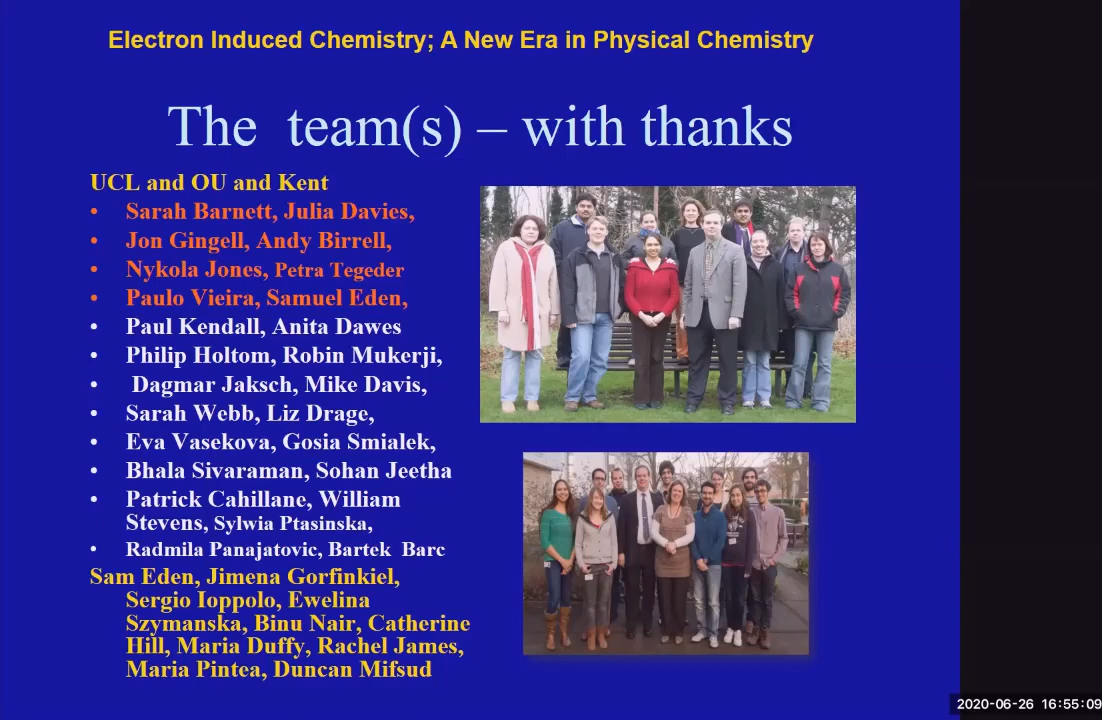 Electron Induced Chemistry; A New Era in Physical Chemistry
The team(s) – with thanks
UCL and OU and Kent
• Sarah Barnett, Julia Davies,
• Jon Gingell, Andy Birrell,
• Nykola Jones, Petra Tegeder
• Paulo Vieira, Samuel Eden,
• Paul Kendall, Anita Dawes
• Philip Holtom, Robin Mukerji,
• Dagmar Jaksch, Mike Davis,
• Sarah Webb, Liz Drage,
• Eva Vasekova, Gosia Smialek,
• Bhala Sivaraman, Sohan Jeetha
• Patrick Cahillane, William
Stevens, Sylwia Ptasinska,
• Radmila Panajatovic, Bartek Barc
Sam Eden, Jimena Gorfinkiel,
Sergio Ioppolo, Ewelina
Szymanska, Binu Nair, Catherine
Hill, Maria Duffy, Rachel James,
Maria Pintea, Duncan Mifsud
2020-06-26 16:55:09